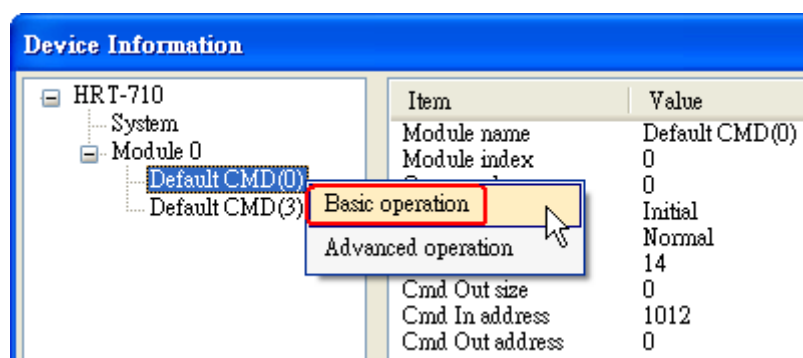 Device Information
HRT-710
System
Module 0
Default CMD(0)
Default CMD(3)
Basic operation
Advanced operation
Item Value
Module name Default CMD(0)
Module index 0
0
Initial
Normal
14
Cmd Out size 0
Cmd In address 1012
Cmd Out address 0